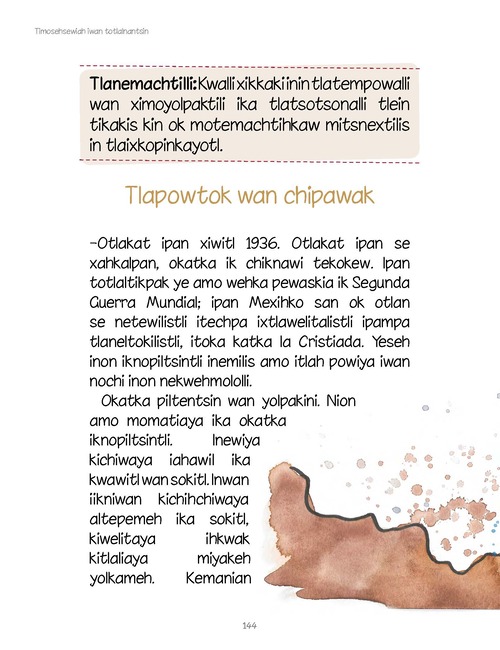 Timosehsewiah iwan totlalnantsin
Tlanemachtilli: Kwalli xikkaki inin tlatempowalli
wan ximoyolpaktili ika tlatsotsonalli tlein
tikakis kin ok motemachtihkaw mitsnextilis
in tlaixkopinkayotl.
Tlapowtok wan chipawak
–Otlakat ipan xiwitl 1936. Otlakat ipan se
xahkalpan, okatka ik chiknawi tekokew. Ipan
totlaltikpak ye amo wehka pewaskia ik Segunda
Guerra Mundial; ipan Mexihko san ok otlan
se netewilistli itechpa ixtlawelitalistli ipampa
tlaneltokilistli, itoka katka la Cristiada. Yeseh
inon iknopiltsintli inemilis amo itlah powiya iwan
nochi inon nekwehmololli.
Okatka piltentsin wan yolpakini. Nion
amo momatiaya ika okatka
iknopiltsintli. Inewiya
kichiwaya iahawil ika
kwawitl wan sokitl. Inwan
iikniwan kichihchiwaya
altepemeh ika sokitl,
kiwelitaya ihkwak
kitlaliaya miyakeh
yolkameh. Kemanian
144